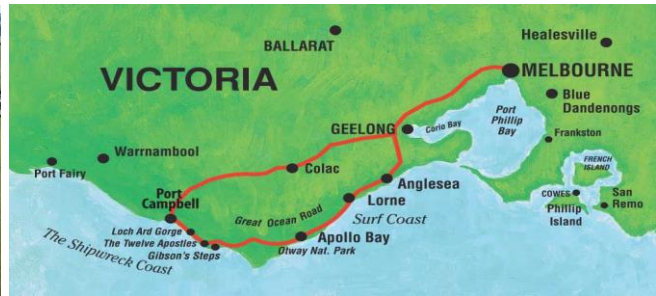 Healesville
BALLARAT
VICTORIA
MELBOURNE
Blue
Dandenongs
Port
Phillip
Bay
GEELONG
Corio Bay
Frankston
Warrnambool
Port Fairy
Colac
FRENCH
ISLAND
Anglesea
COWES
San
Remo
Phillip
Island
Port
Campbell
Lorne
Great Ocean Road
Surf Coast
Loch Ard Gorge
The Twelve Apostles
Gibson's Steps
Apollo Bay
Otway Nat. Park
The Shipwreck Coast